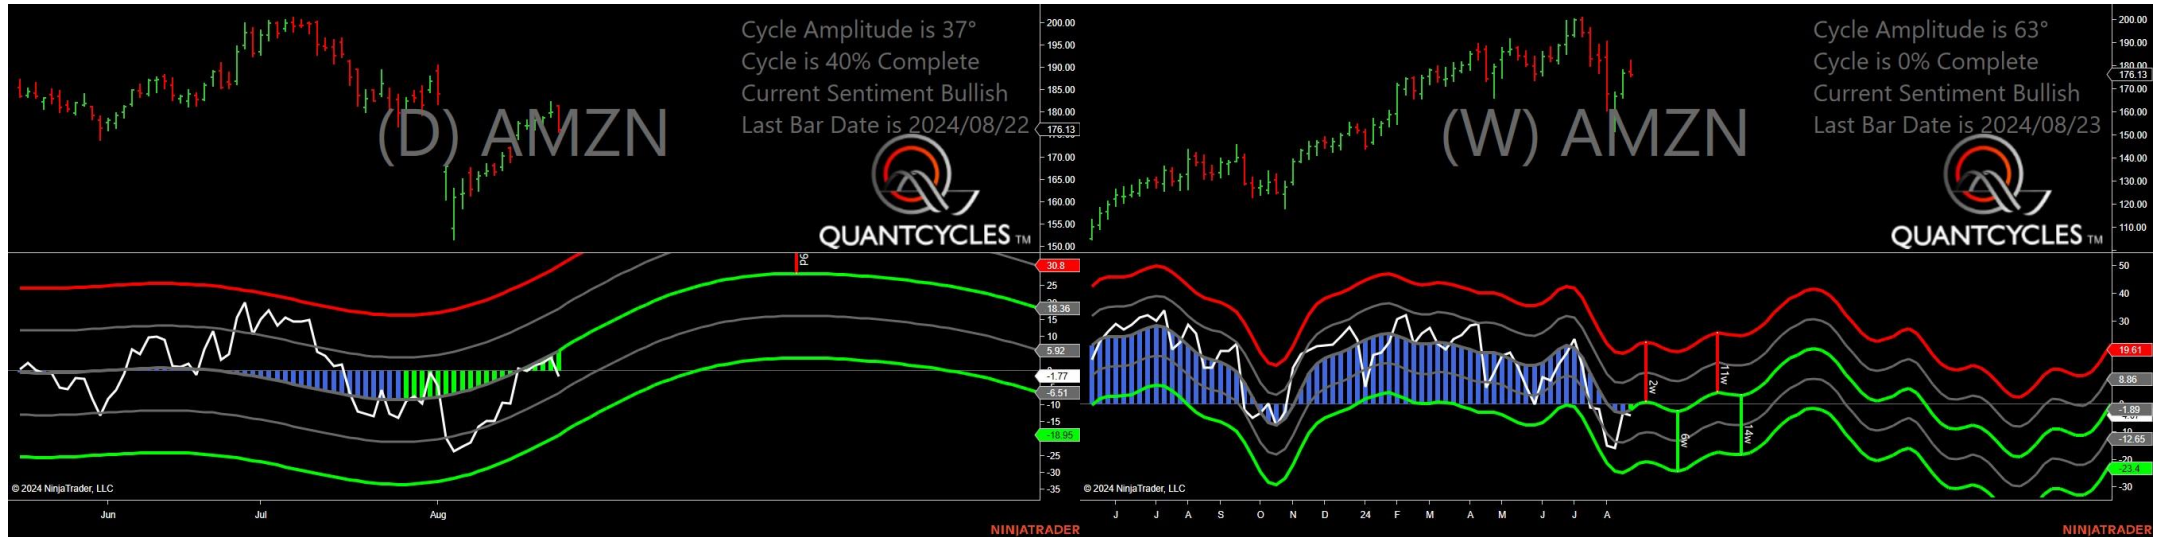 Cycle Amplitude is 37°
Cycle is 40% Complete
Current Sentiment Bullish
Last Bar Date is 2024/08/22
(D) AMZN
QUANTCYCLES TM
200.00
195.00
190.00
185.00
180.00
176.13
170.00
165.00
160.00
155.00
150.00
30.8
25
18.36
15
10
5.92
-1.77
-6.51
-10
-15
-18.95
-25
-30
-35
9d
© 2024 NinjaTrader, LLC
Jun Jul Aug
NINJATRADER
Cycle Amplitude is 63°
Cycle is 0% Complete
Current Sentiment Bullish
Last Bar Date is 2024/08/23
(W) AMZN
QUANTCYCLES TM
200.00
190.00
180.00
176.13
170.00
160.00
150.00
140.00
130.00
120.00
110.00
50
40
30
19.61
8.86
-1.89
-12.65
-20
-23.4
-30
2w
11w
6w
14w
© 2024 NinjaTrader, LLC
J J A S O N D 24 F M A M J J A
NINJATRADER